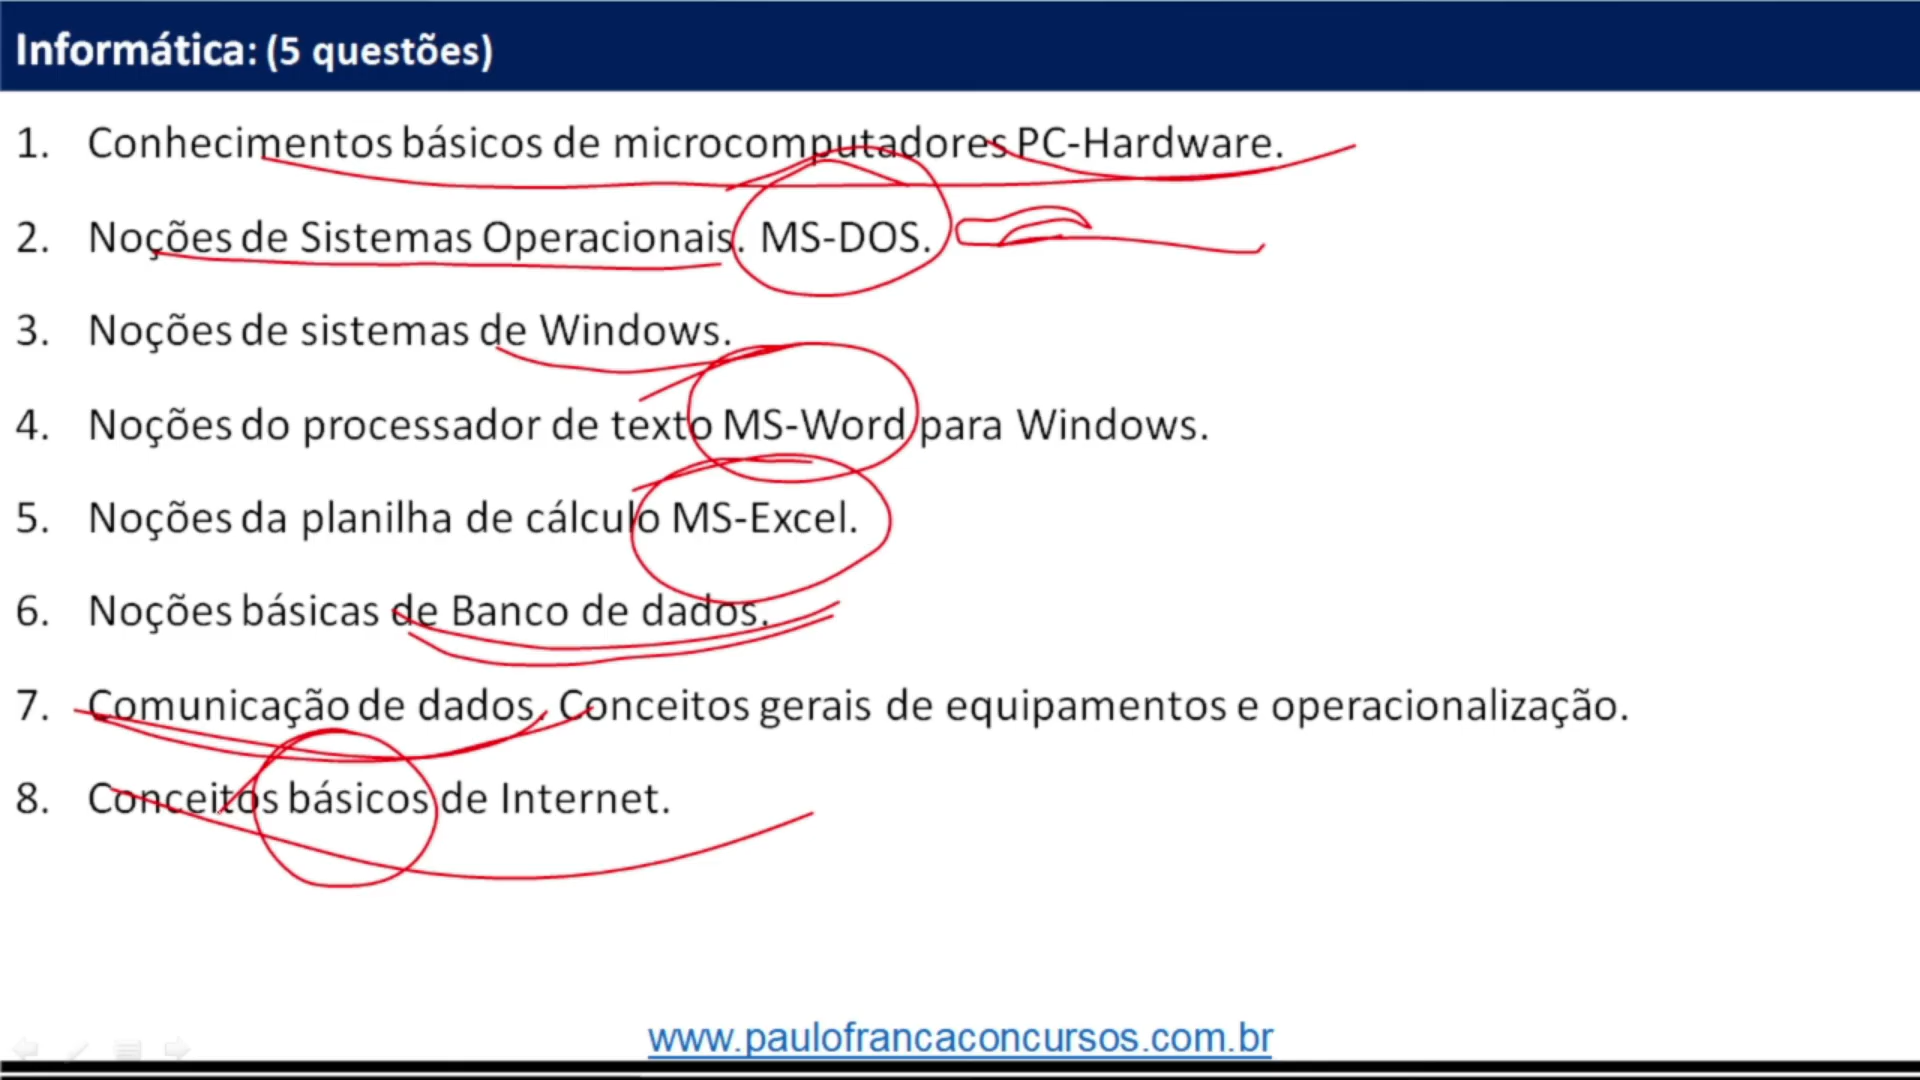 Informática: (5 questões)
1. Conhecimentos básicos de microcomputadores PC-Hardware.
2. Noções de Sistemas Operacionais. MS-DOS.
3. Noções de sistemas de Windows.
4. Noções do processador de texto MS-Word para Windows.
5. Noções da planilha de cálculo MS-Excel.
6. Noções básicas de Banco de dados.
7. Comunicação de dados. Conceitos gerais de equipamentos e operacionalização.
8. Conceitos básicos de Internet.
www.paulofrancaconcursos.com.br